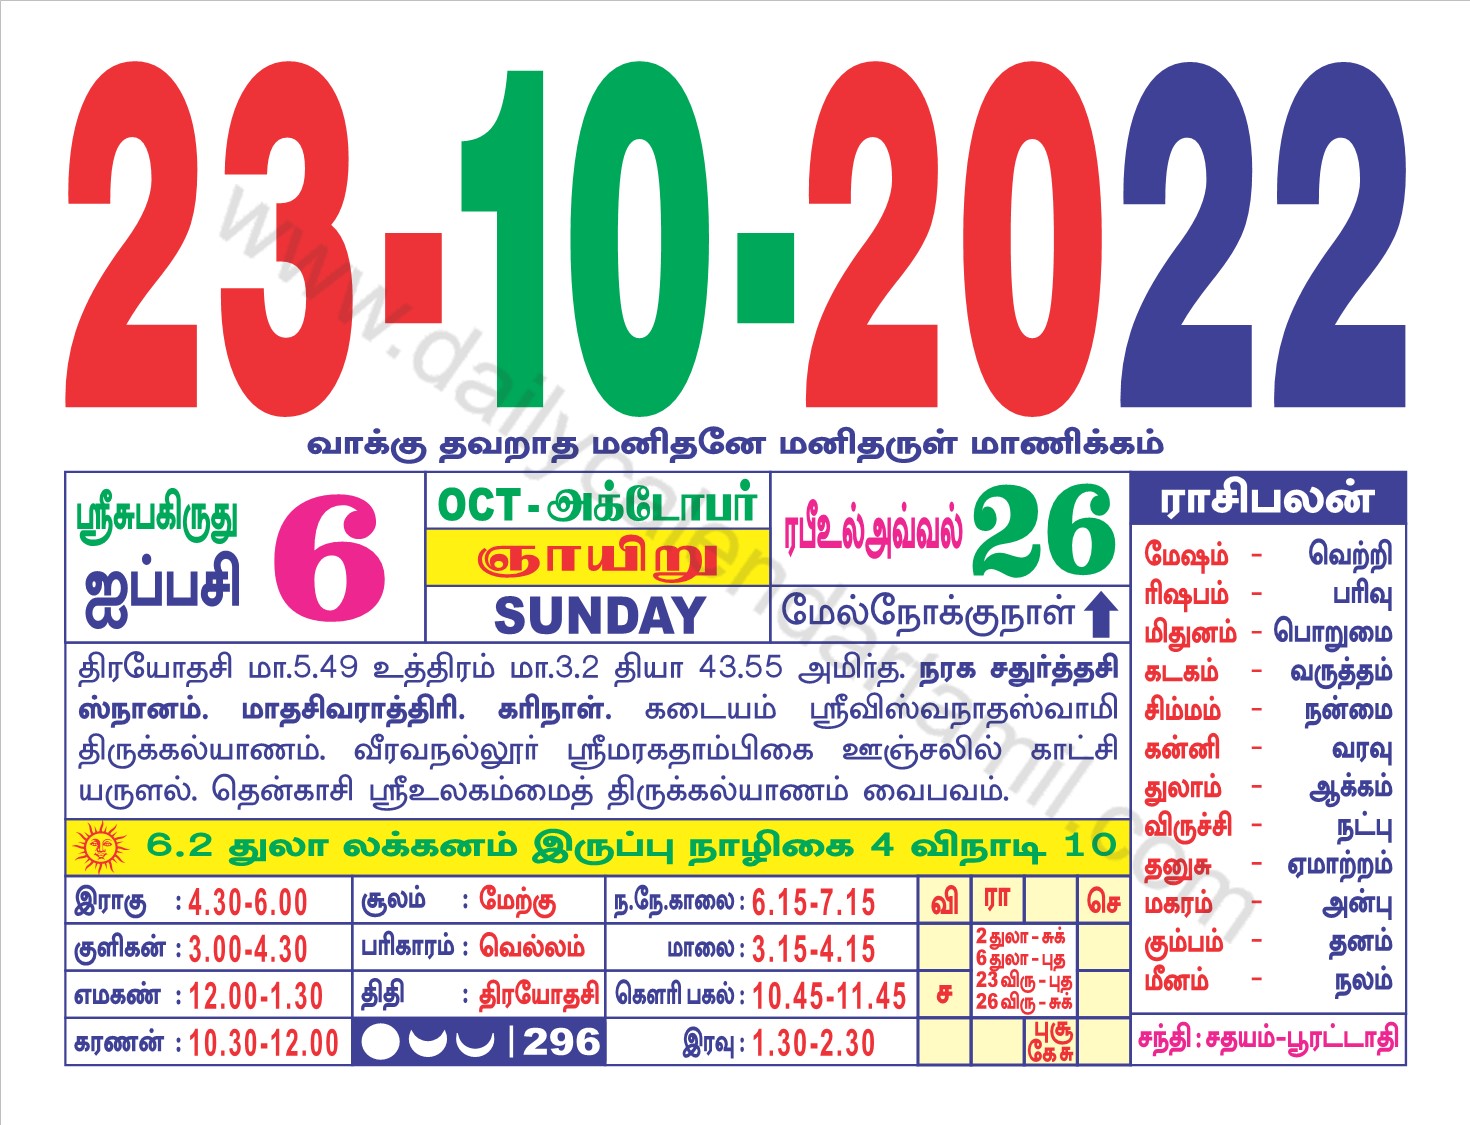 23-10-2022
வாக்கு தவறாத மனிதனே மனிதருள் மாணிக்கம்
ஸ்ரீசுபகிருது
ஐப்பசி
6
OCT - அக்டோபர்
ஞாயிறு
SUNDAY
ரபீஉல்அவ்வல் 26
மேல்நோக்குநாள்
திரயோதசி மா.5.49 உத்திரம் மா.3.2 தியா 43.55 அமிர்த. நரக சதுர்த்தசி
ஸ்நானம். மாதசிவராத்திரி. கரிநாள். கடையம் ஸ்ரீவிஸ்வநாதஸ்வாமி
திருக்கல்யாணம். வீரவநல்லூர் ஸ்ரீமரகதாம்பிகை ஊஞ்சலில் காட்சி
யருளல். தென்காசி ஸ்ரீஉலகம்மைத் திருக்கல்யாணம் வைபவம்.
6.2 துலா லக்கனம் இருப்பு நாழிகை 4 விநாடி 10
இராகு : 4.30-6.00
குளிகன் : 3.00-4.30
எமகண் : 12.00-1.30
கரணன் : 10.30-12.00
சூலம் : மேற்கு
பரிகாரம் : வெல்லம்
திதி : திரயோதசி
| 296
ந.நே.காலை : 6.15-7.15
மாலை : 3.15-4.15
கௌரி பகல் : 10.45-11.45
இரவு : 1.30-2.30
வி ரா செ
2 துலா - சுக்
6 துலா - புத
23 விரு - புத
26 விரு - சுக்
ச
பு சூ
கே சு
ராசிபலன்
மேஷம் - வெற்றி
ரிஷபம் - பரிவு
மிதுனம் - பொறுமை
கடகம் - வருத்தம்
சிம்மம் - நன்மை
கன்னி - வரவு
துலாம் - ஆக்கம்
விருச்சி - நட்பு
தனுசு - ஏமாற்றம்
மகரம் - அன்பு
கும்பம் - தனம்
மீனம் - நலம்
சந்தி : சதயம்-பூரட்டாதி
www.dailycalendartamil.com